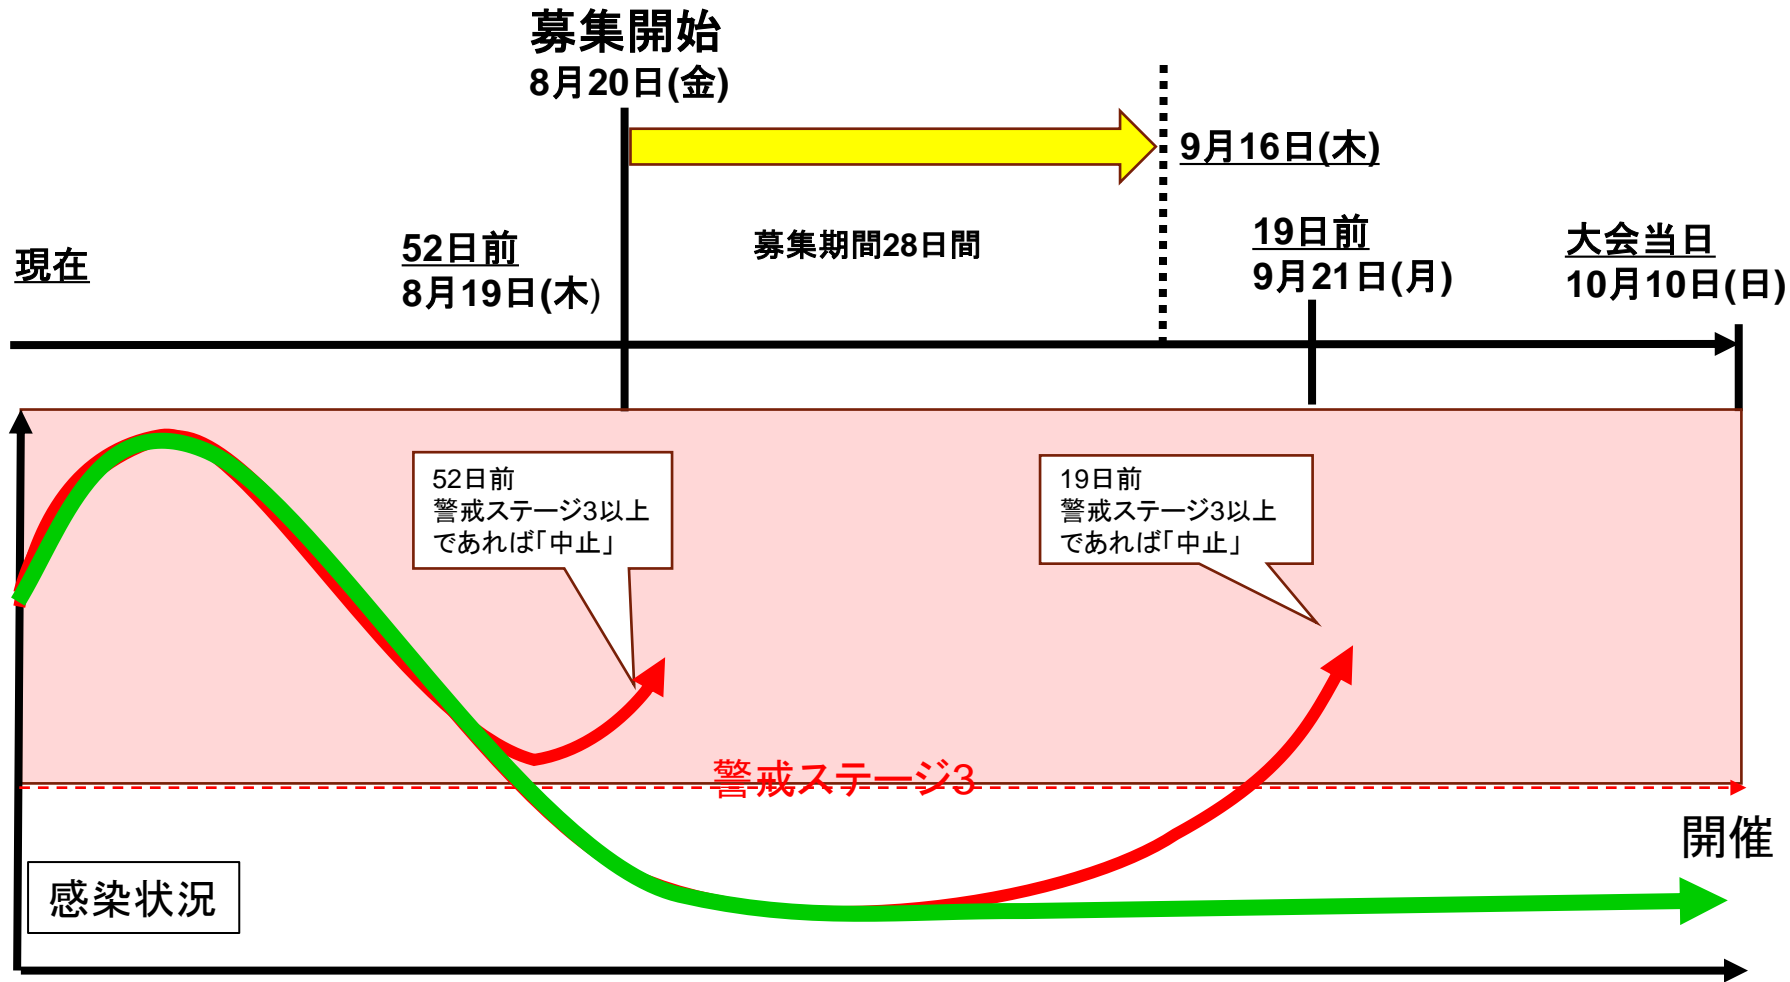 募集開始
8月20日(金)
9月16日(木)
現在
52日前
8月19日(木)
募集期間28日間
19日前
9月21日(月)
大会当日
10月10日(日)
52日前
警戒ステージ3以上
であれば「中止」
19日前
警戒ステージ3以上
であれば「中止」
警戒ステージ3
開催
感染状況